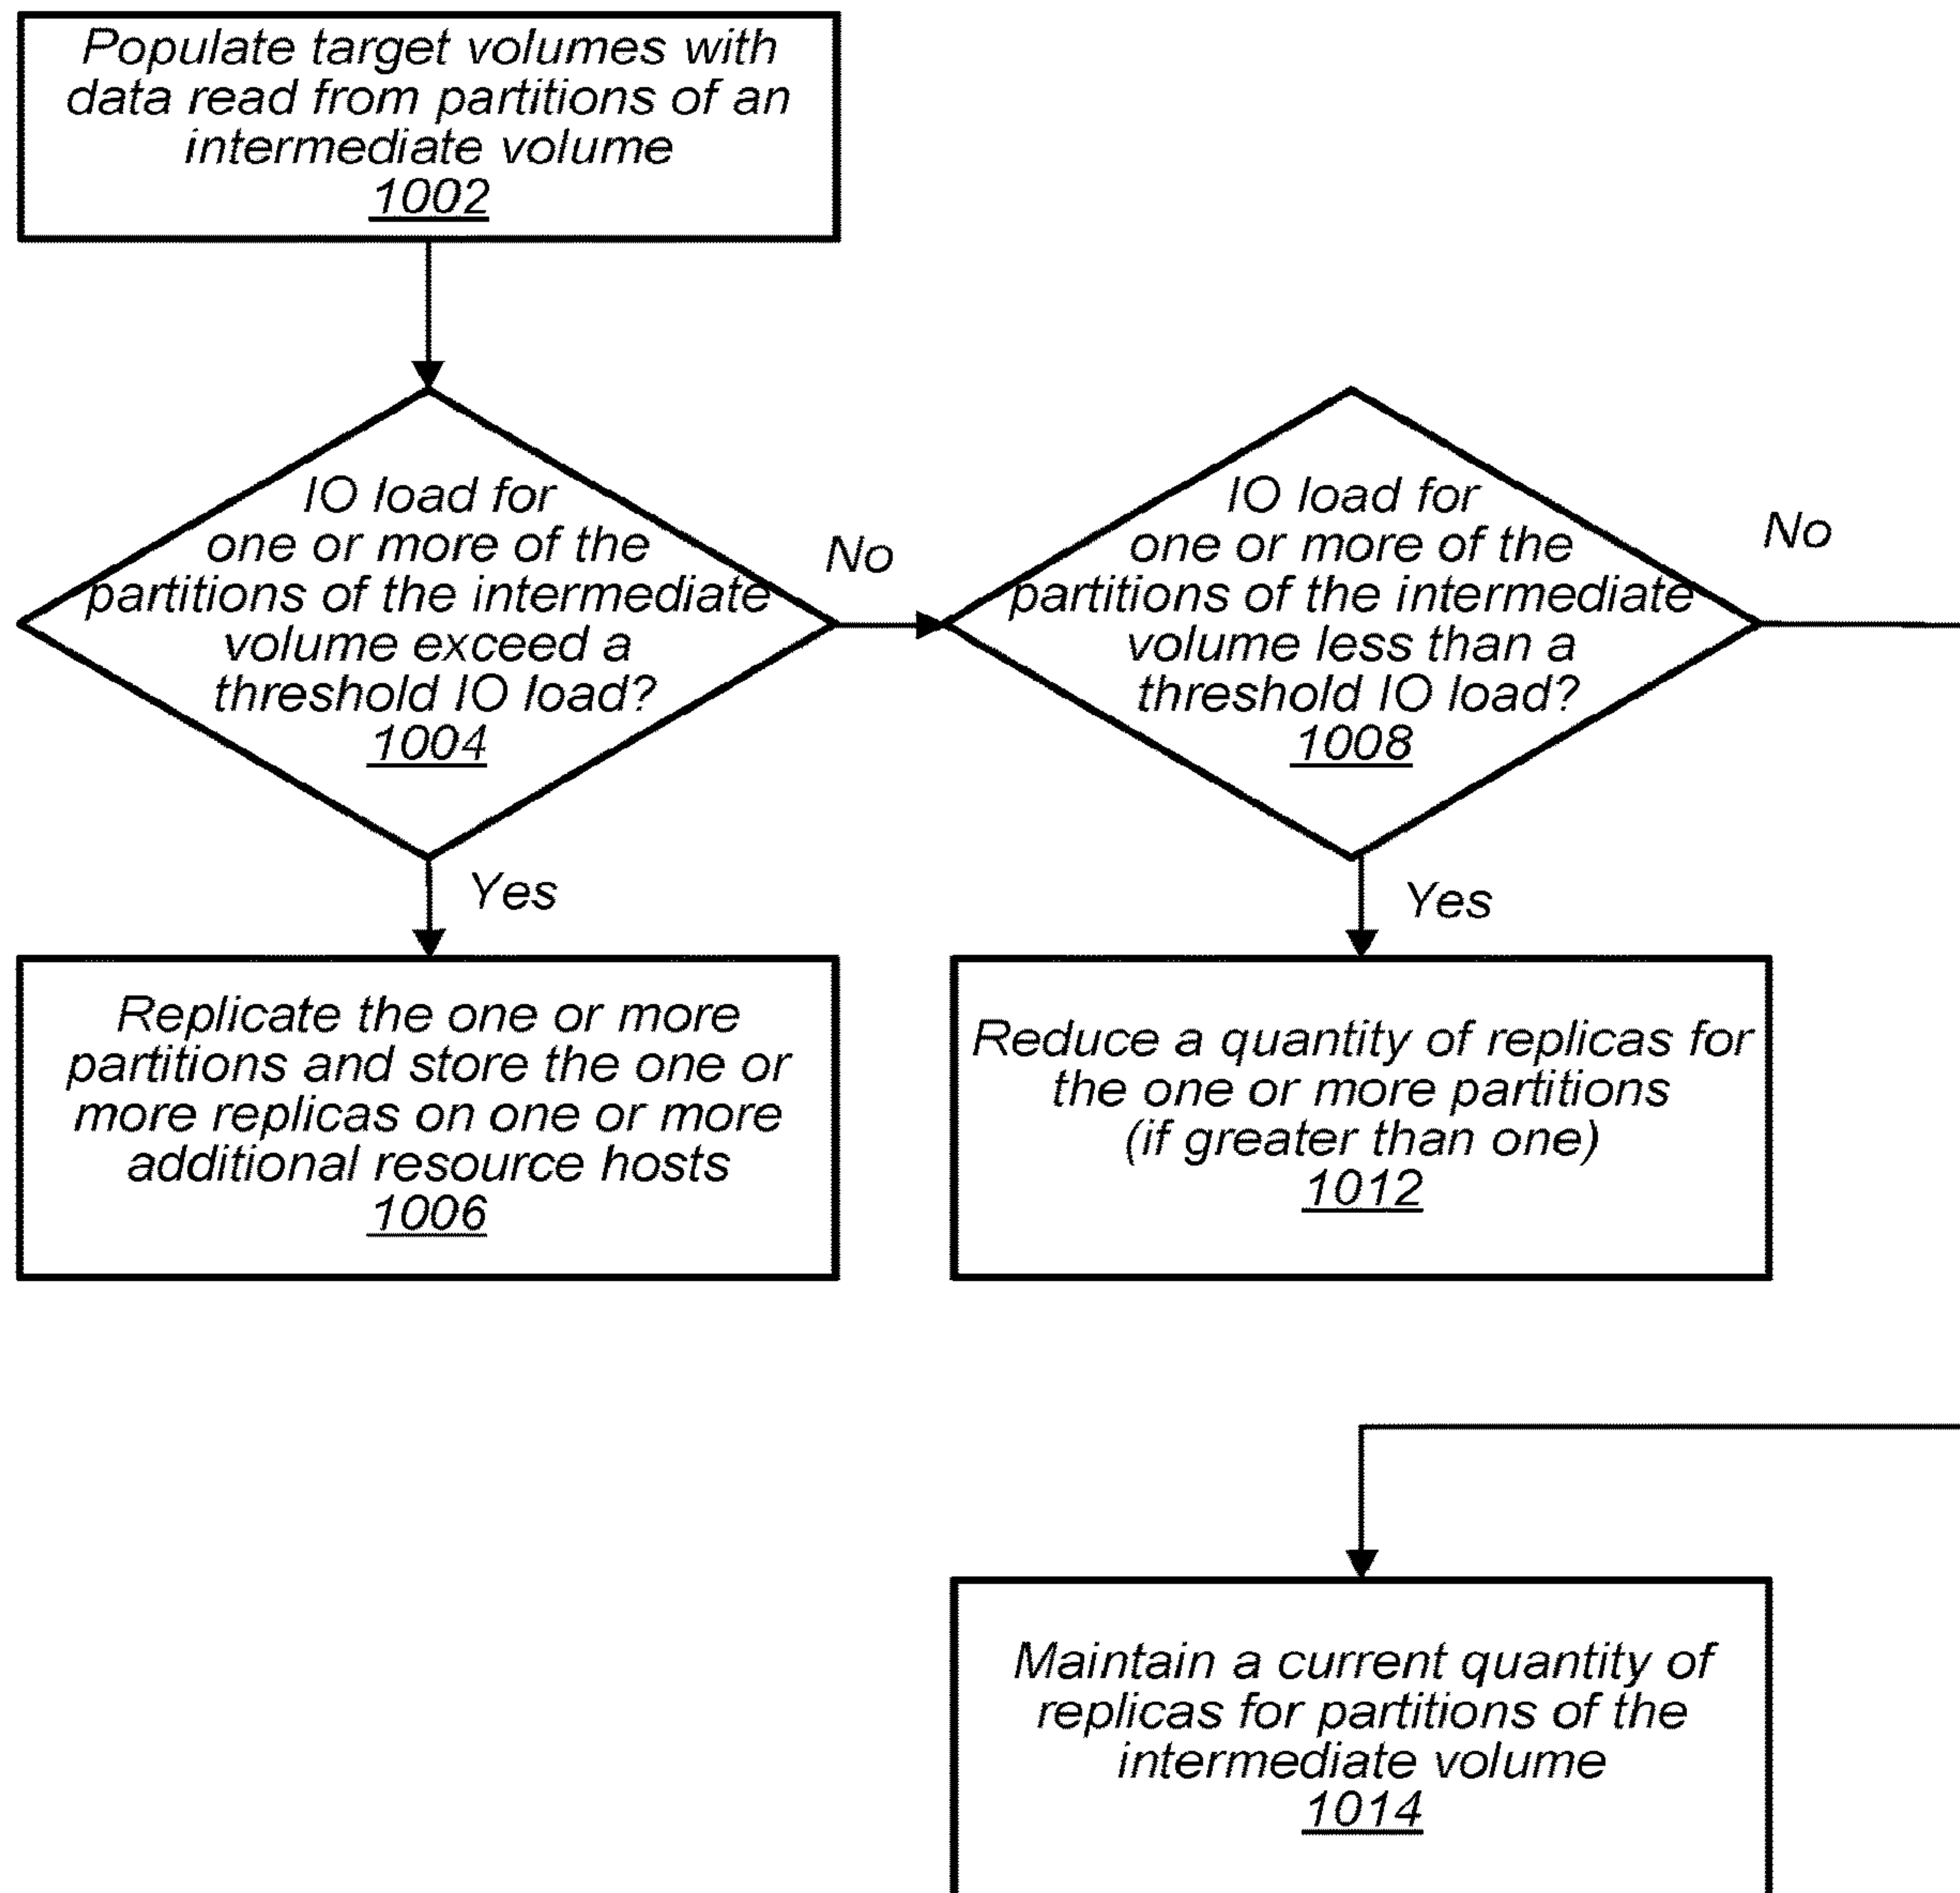 Populate target volumes with
data read from partitions of an
intermediate volume
1002
IO load for
one or more of the
partitions of the intermediate
volume exceed a
threshold IO load?
1004
No
IO load for
one or more of the
partitions of the intermediate
volume less than a
threshold IO load?
1008
No
Yes
Yes
Replicate the one or more
partitions and store the one or
more replicas on one or more
additional resource hosts
1006
Reduce a quantity of replicas for
the one or more partitions
(if greater than one)
1012
Maintain a current quantity of
replicas for partitions of the
intermediate volume
1014